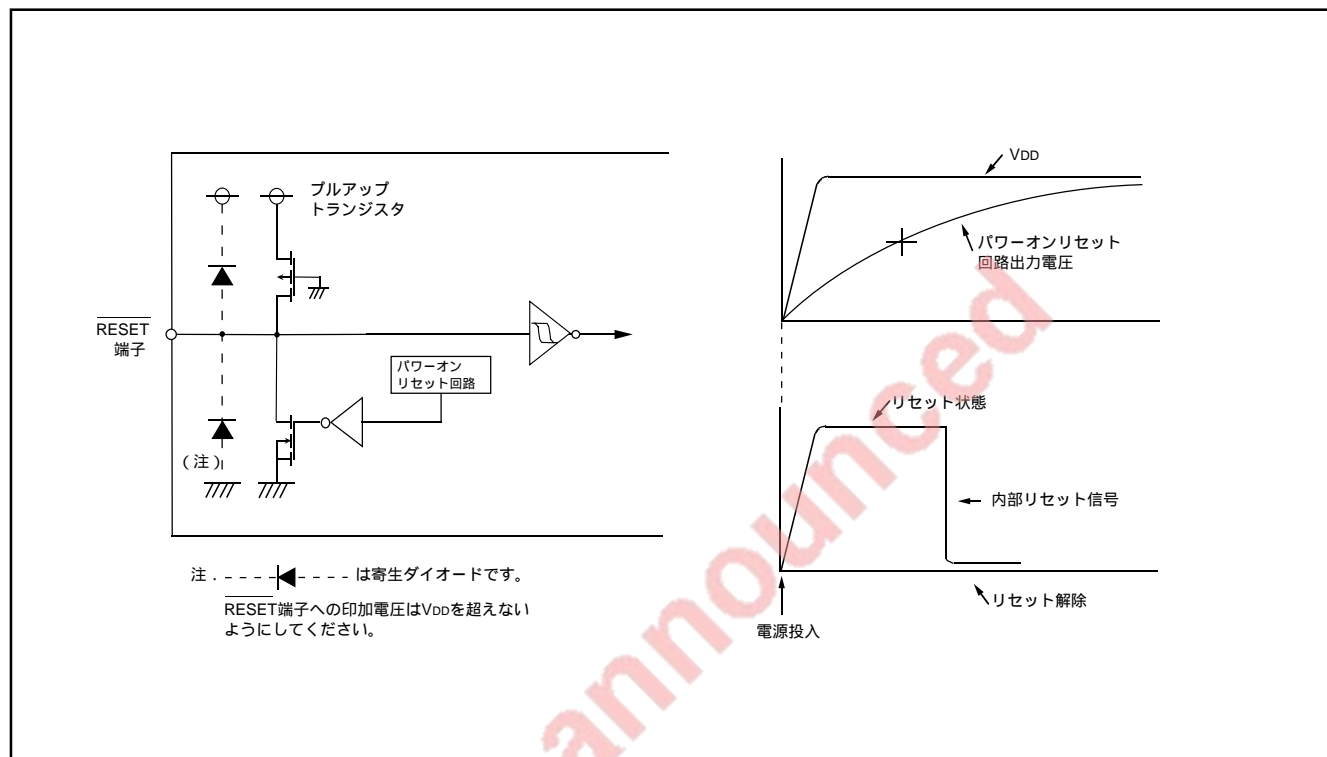 プルアップ
トランジスタ
RESET
端子
パワーオン
リセット回路
（注）
注．は寄生ダイオードです。
RESET端子への印加電圧はVDDを超えない
ようにしてください。
VDD
パワーオンリセット
回路出力電圧
リセット状態
内部リセット信号
リセット解除
電源投入
announced